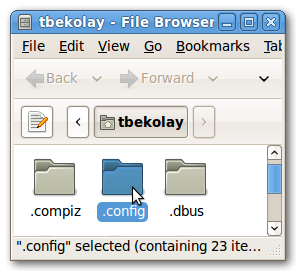 tbekolay - File Browser
File Edit View Go Bookmarks Tab
Back Forward
tbekolay
.compiz .config .dbus
".config" selected (containing 23 ite...